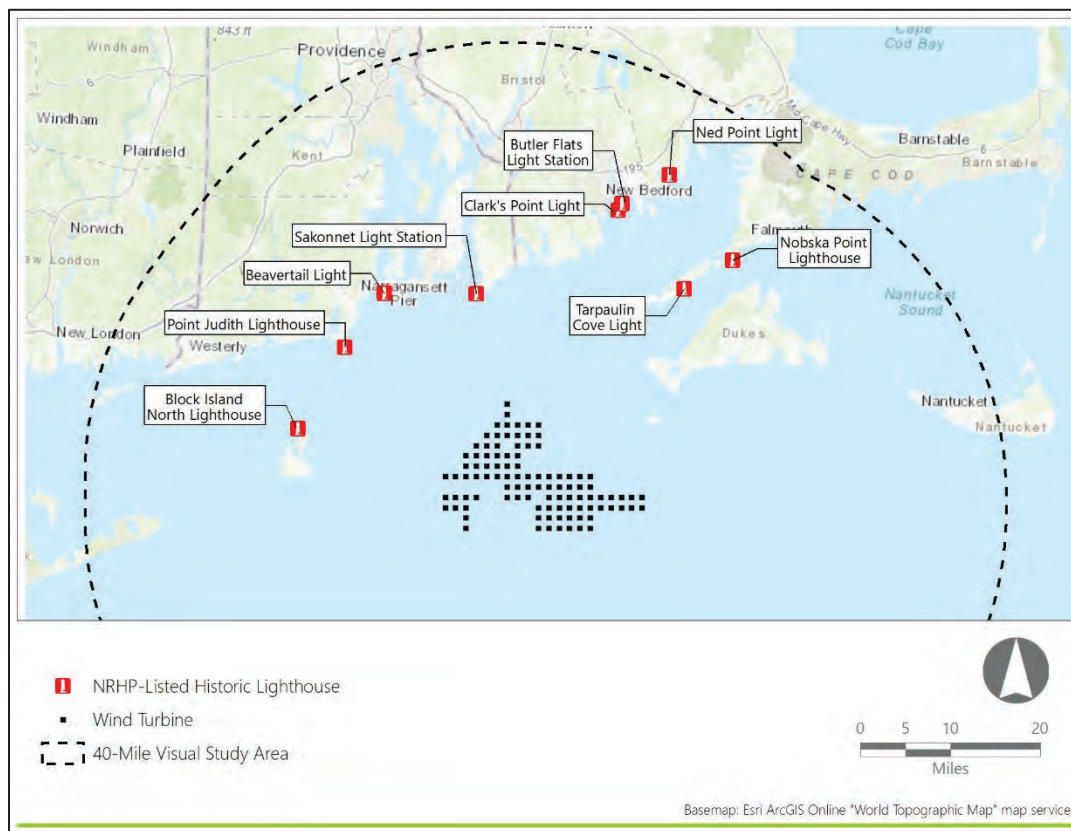 843 ft
Windham
Providence
Cape
Cod Bay
Bristol
Mid Cape Hwy
Ned Point Light
Windham
Butler Flats
Light Station
Barnstable
6
Barnstable
Plainfield
Kent
195
CAPE COD
New Bedford
Clark's Point Light
Norwich
Sakonnet Light Station
Falmouth
Nobska Point
Lighthouse
Beavertail Light
Narragansett
Pier
Nantucket
Sound
Tarpaulin
Cove Light
Point Judith Lighthouse
New London
Westerly
Dukes
Block Island
North Lighthouse
Nantucket
Nantucket
NRHP-Listed Historic Lighthouse
Wind Turbine
40-Mile Visual Study Area
0 5 10 20
Miles
Basemap: Esri ArcGIS Online "World Topographic Map" map service